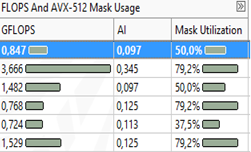 FLOPS And AVX-512 Mask Usage
GFLOPS AI Mask Utilization
0,847 0,097 50,0%
3,666 0,345 79,2%
1,482 0,097 50,0%
0,768 0,125 79,2%
0,724 0,113 37,5%
1,529 0,125 79,2%